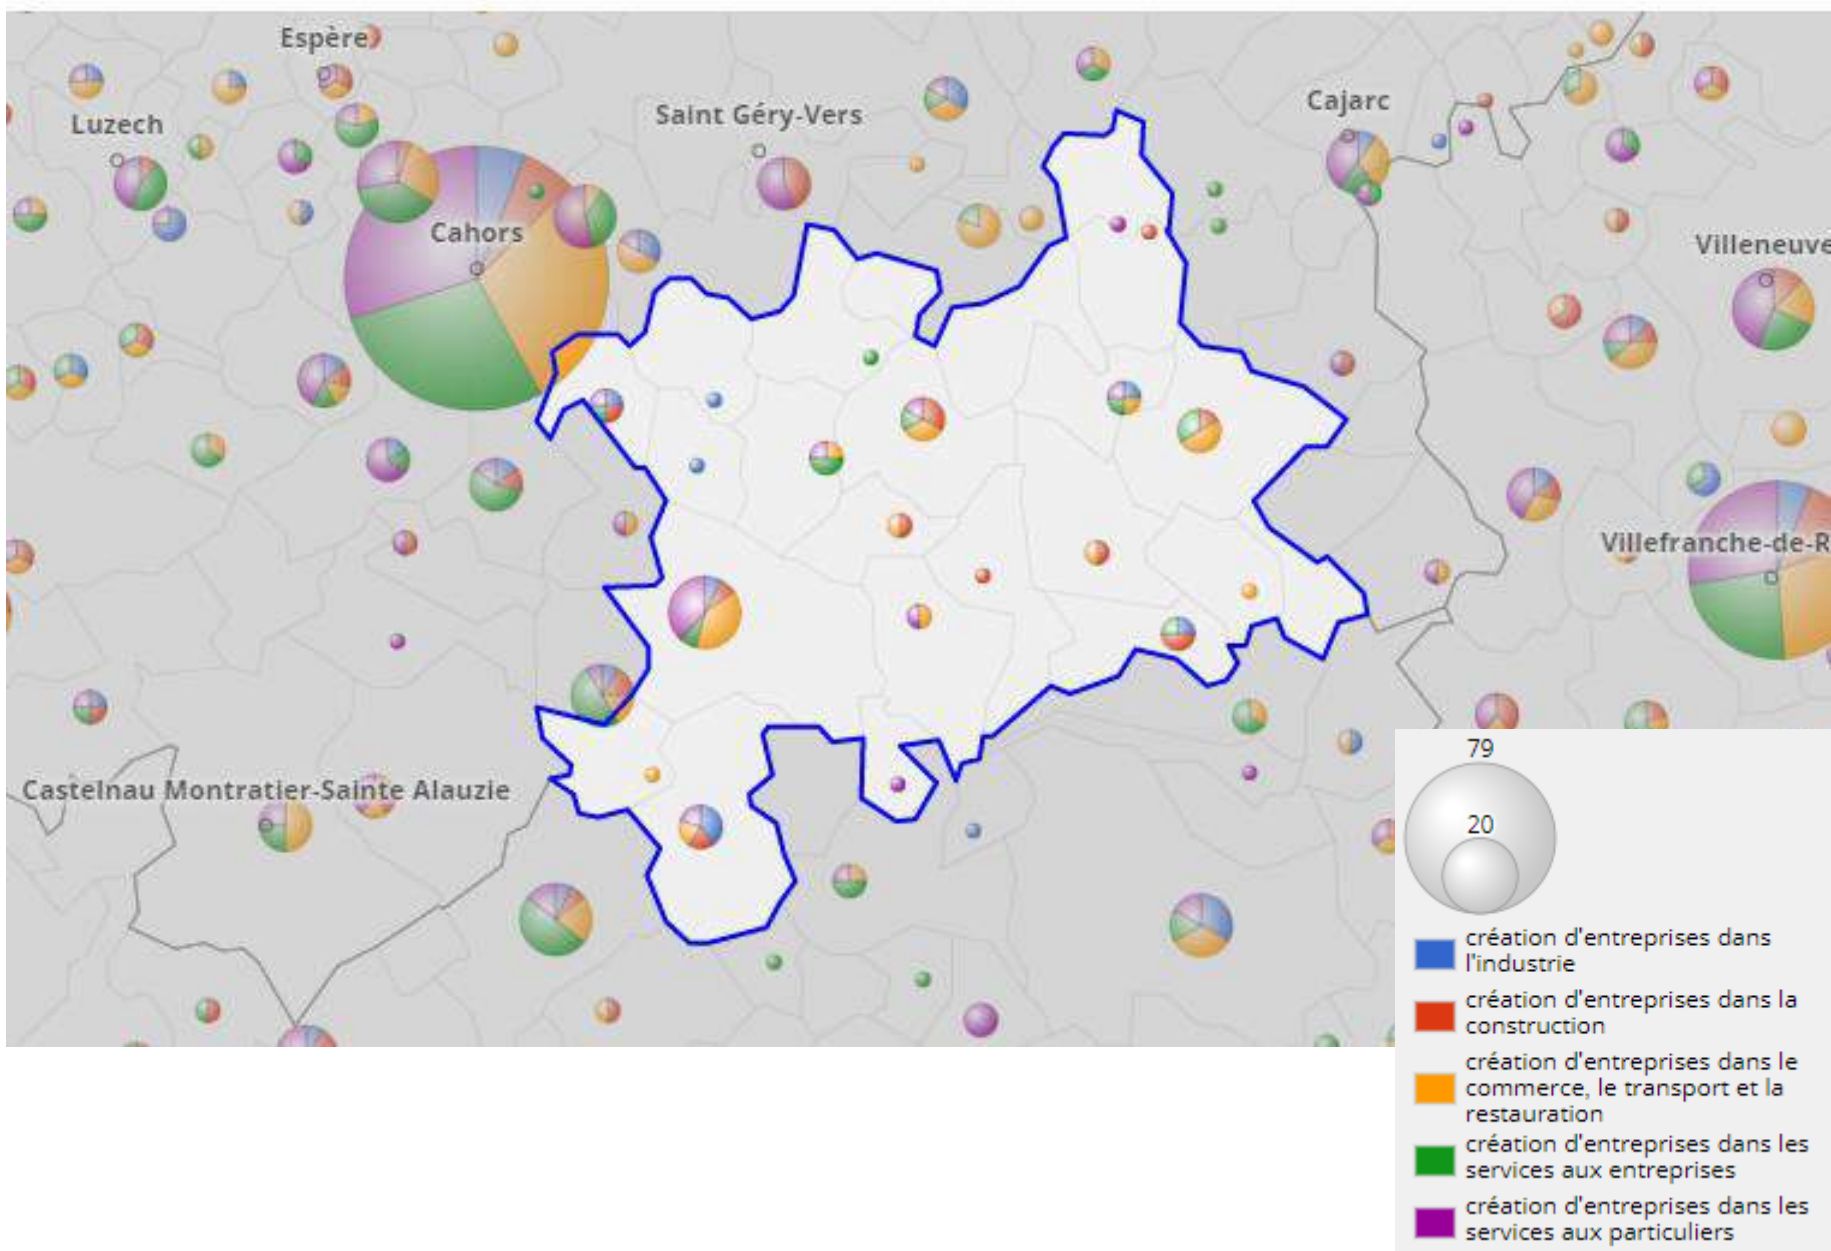 Espère
Luzech
Saint Géry-Vers
Cajarc
Cahors
Villeneuve
Villefranche-de-R
Castelnau Montratier-Sainte Alauzie
79
20
création d'entreprises dans
l'industrie
création d'entreprises dans la
construction
création d'entreprises dans le
commerce, le transport et la
restauration
création d'entreprises dans les
services aux entreprises
création d'entreprises dans les
services aux particuliers